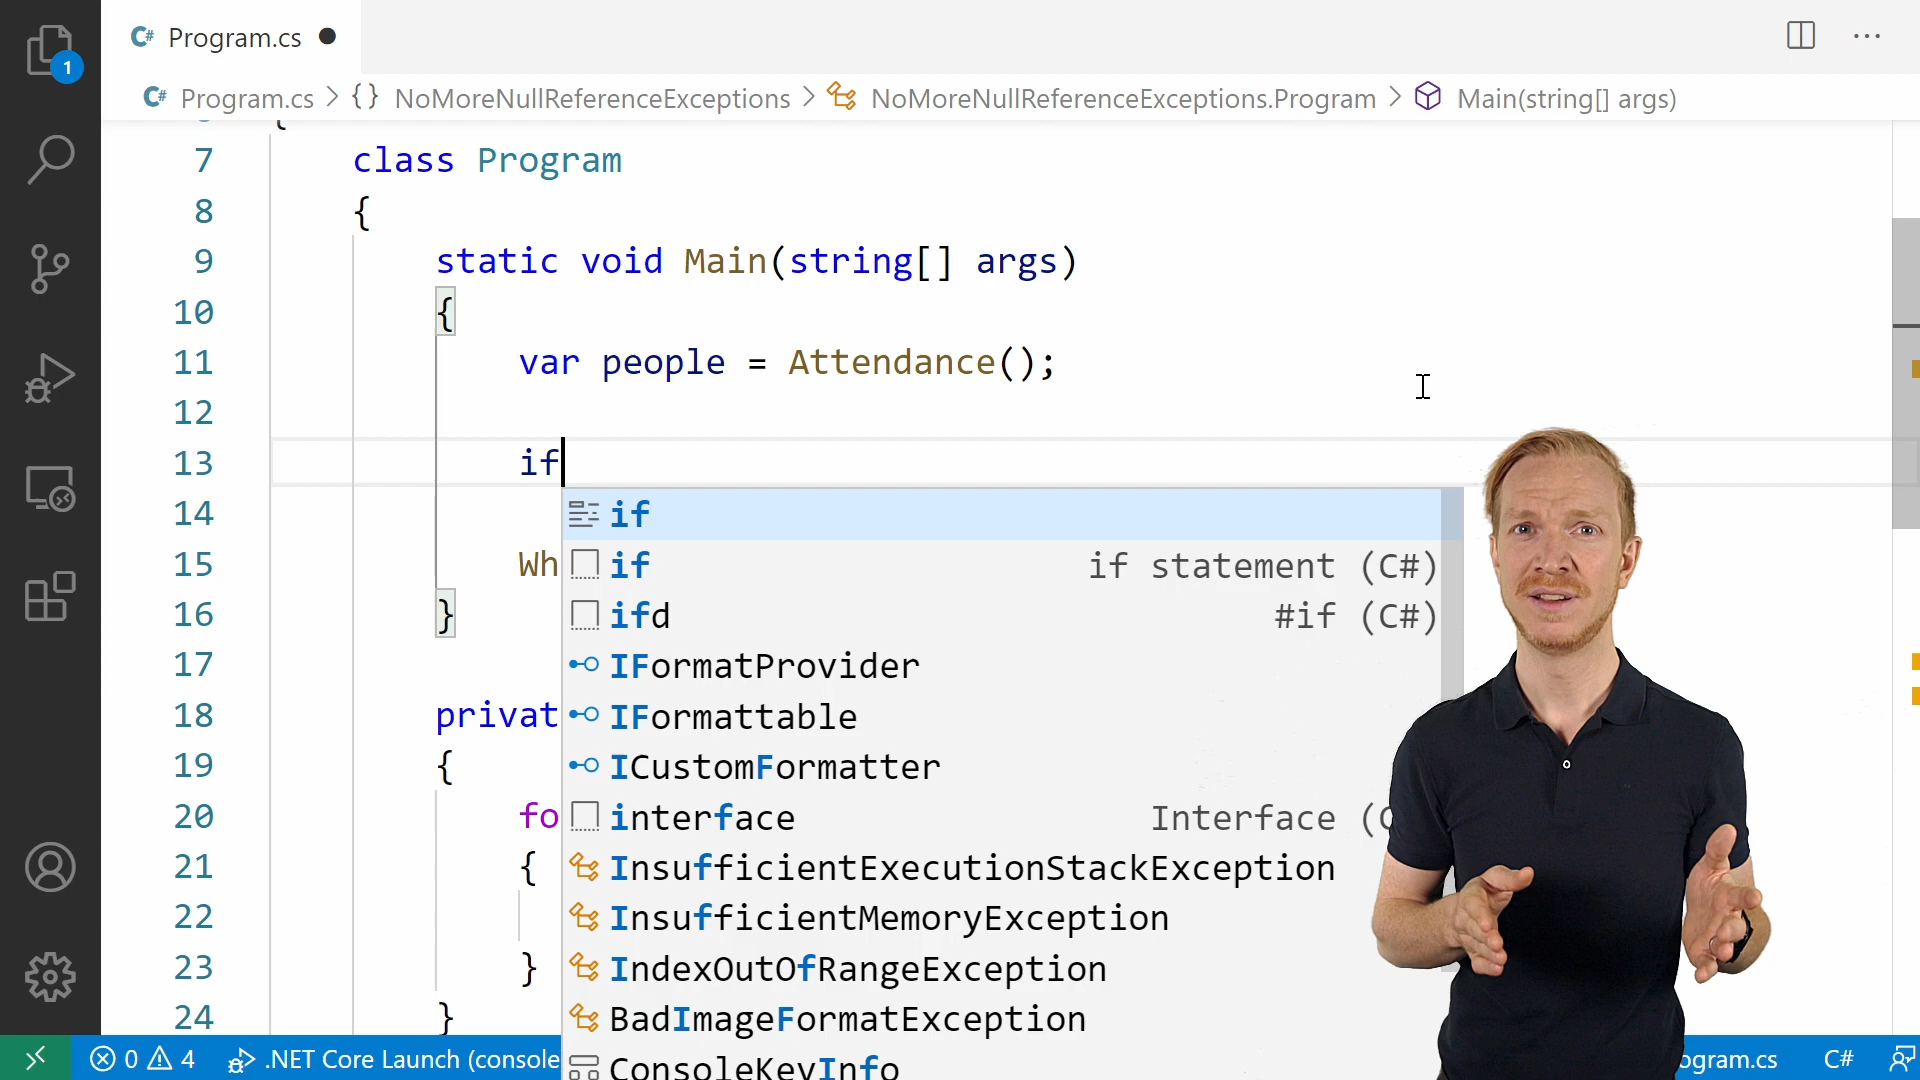 C# Program.cs
1
C# Program.cs > {} NoMoreNullReferenceExceptions > NoMoreNullReferenceExceptions.Program > Main(string[] args)
7 class Program
8 {
9 static void Main(string[] args)
10 {
11 var people = Attendance();
12
13 if
14 if
15 Wh if if statement (C#)
16 } ifd #if (C#)
17 IFormatProvider
18 privat IFormattable
19 { ICustomFormatter
20 fo interface Interface (C
21 { InsufficientExecutionStackException
22 InsufficientMemoryException
23 } IndexOutOfRangeException
24 } BadImageFormatException
ConsoleKeyInfo
0 4 .NET Core Launch (console ogram.cs C#